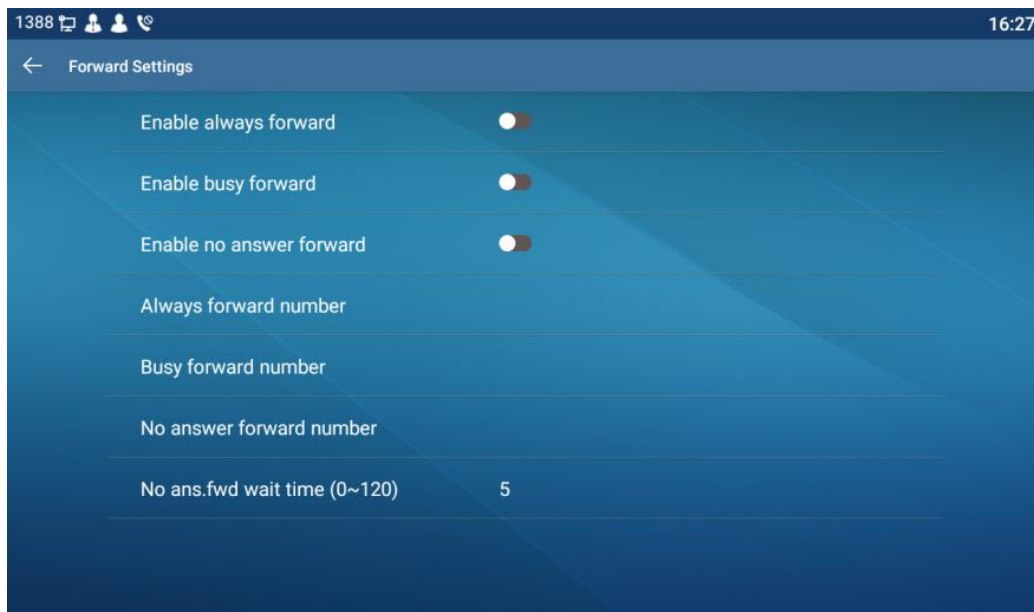 1388 16:27
Forward Settings
Enable always forward
Enable busy forward
Enable no answer forward
Always forward number
Busy forward number
No answer forward number
No ans.fwd wait time (0~120) 5